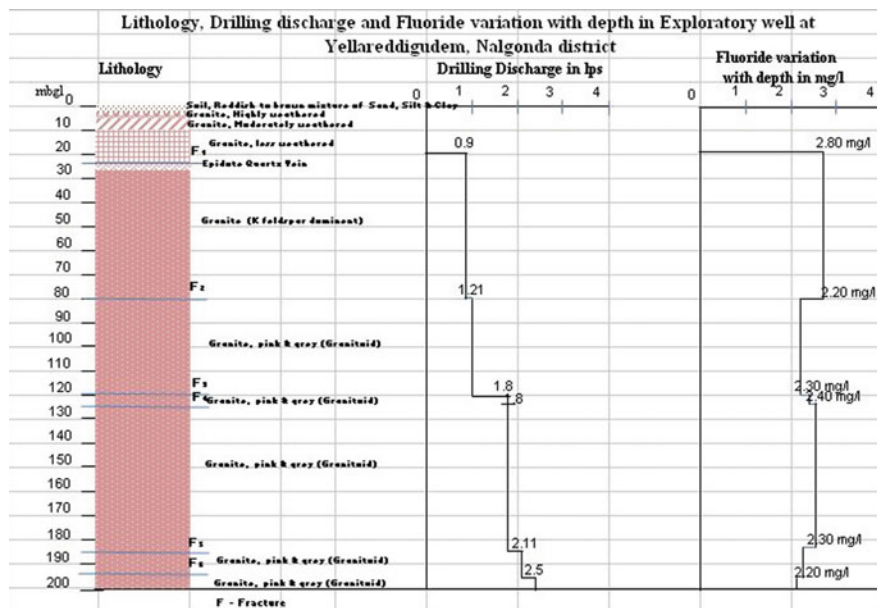 Lithology, Drilling discharge and Fluoride variation with depth in Exploratory well at
Yellareddigudem, Nalgonda district
Lithology
Drilling Discharge in lps
Fluoride variation
with depth in mg/l
mbgl
0 1 2 3 4
0 1 2 3 4
0
10
20
30
40
50
60
70
80
90
100
110
120
130
140
150
160
170
180
190
200
Soil, Reddish to brown mixture of Sand, Silt & Clay
Granite, Highly weathered
Granite, Moderately weathered
Granite, less weathered
F1
Epidote Quartz Vein
Granite (K feldsper dominent)
F2
Granite, pink & grey (Granitoid)
F3
F4
Granite, pink & grey (Granitoid)
Granite, pink & grey (Granitoid)
F5
Granite, pink & grey (Granitoid)
Granite, pink & grey (Granitoid)
F - Fracture
0.9
1.21
1.8
1.8
2.11
2.5
2.80 mg/l
2.20 mg/l
2.30 mg/l
2.40 mg/l
2.30 mg/l
2.20 mg/l